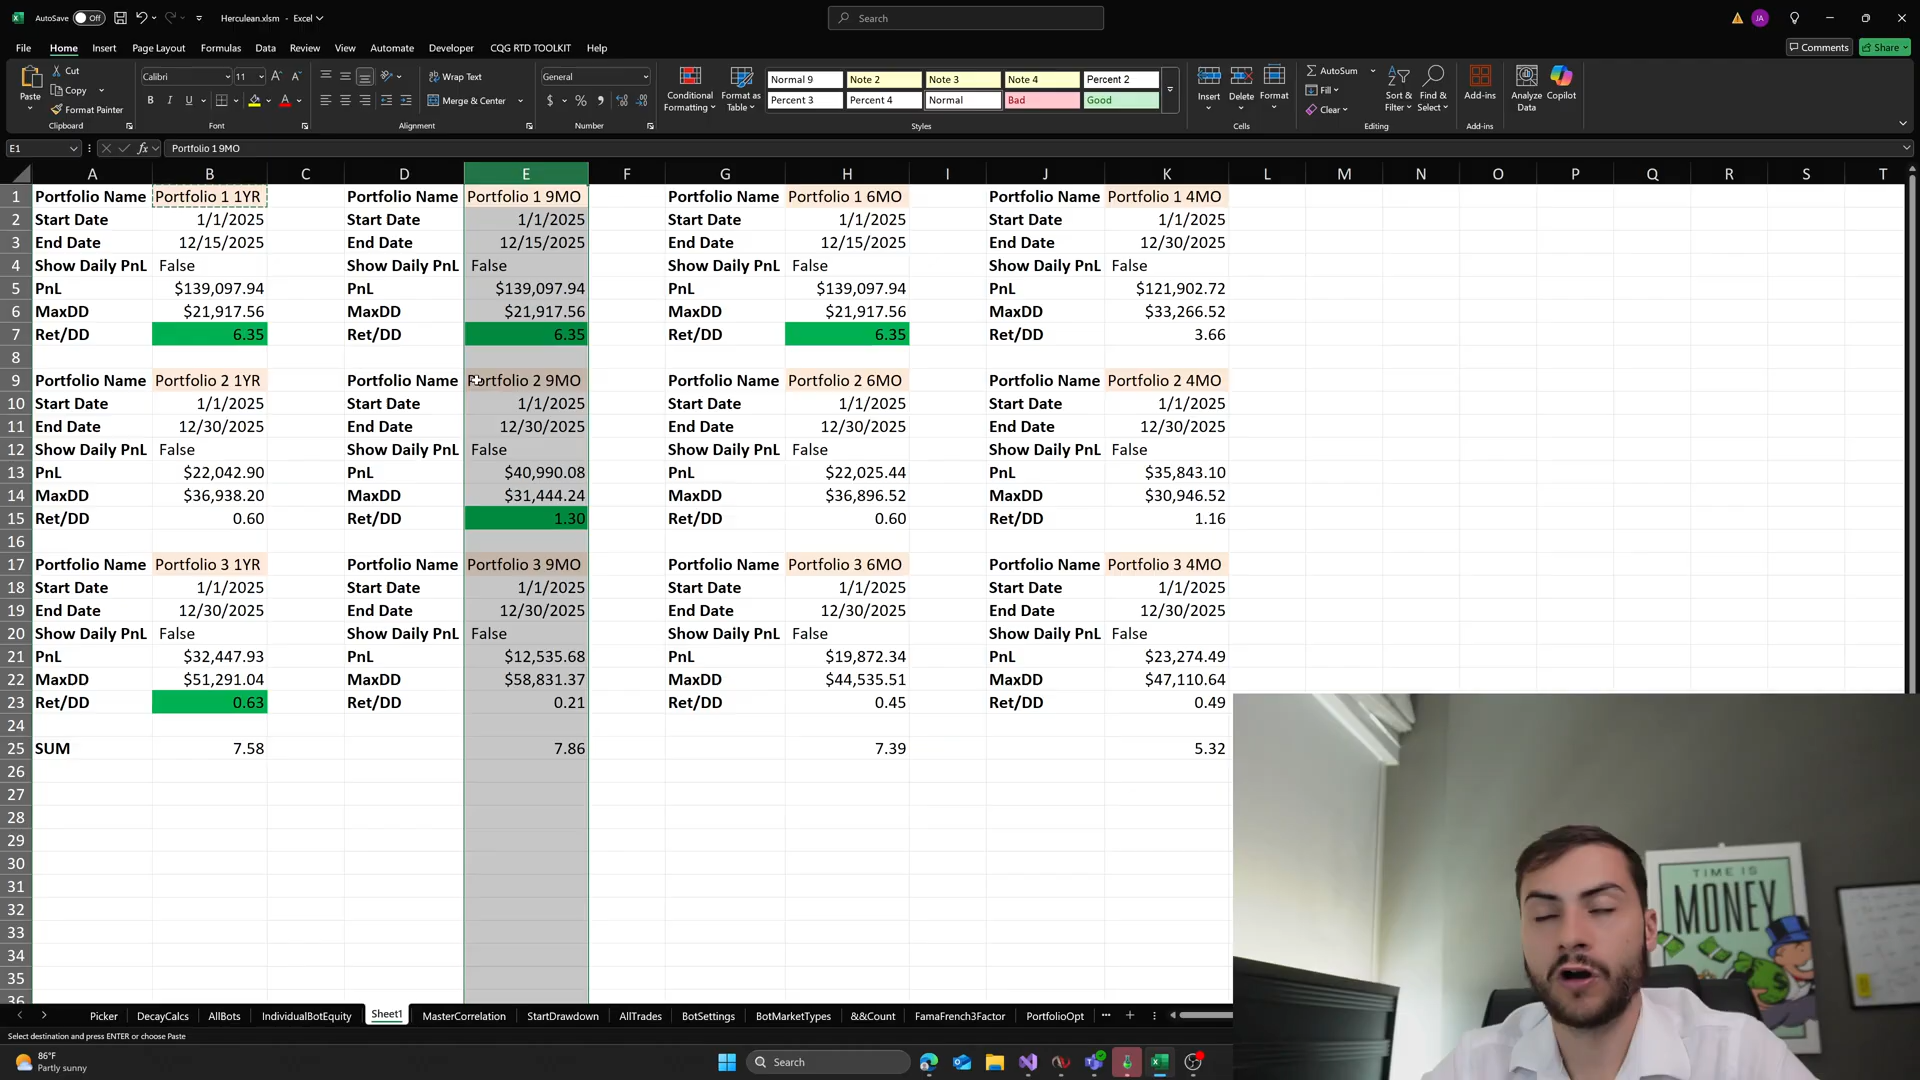 AutoSave Off Herculean.xlsm - Excel Search JA
File Home Insert Page Layout Formulas Data Review View Automate Developer CQG RTD TOOLKIT Help Comments Share
Paste Cut Copy Format Painter Clipboard
Calibri 11 A A B I U A Font
Wrap Text Merge & Center Alignment
General $ % , Number
Conditional Formatting Format as Table
Normal 9 Note 2 Note 3 Note 4 Percent 2
Percent 3 Percent 4 Normal Bad Good
Styles
Insert Delete Format Cells
AutoSum Fill Clear Sort & Filter Find & Select Editing
Add-ins Add-ins
Analyze Data Copilot
E1 fx Portfolio 1 9MO
A B C D E F G H I J K L M N O P Q R S T
1 Portfolio Name Portfolio 1 1YR Portfolio Name Portfolio 1 9MO Portfolio Name Portfolio 1 6MO Portfolio Name Portfolio 1 4MO
2 Start Date 1/1/2025 Start Date 1/1/2025 Start Date 1/1/2025 Start Date 1/1/2025
3 End Date 12/15/2025 End Date 12/15/2025 End Date 12/15/2025 End Date 12/30/2025
4 Show Daily PnL False Show Daily PnL False Show Daily PnL False Show Daily PnL False
5 PnL $139,097.94 PnL $139,097.94 PnL $139,097.94 PnL $121,902.72
6 MaxDD $21,917.56 MaxDD $21,917.56 MaxDD $21,917.56 MaxDD $33,266.52
7 Ret/DD 6.35 Ret/DD 6.35 Ret/DD 6.35 Ret/DD 3.66
8
9 Portfolio Name Portfolio 2 1YR Portfolio Name Portfolio 2 9MO Portfolio Name Portfolio 2 6MO Portfolio Name Portfolio 2 4MO
10 Start Date 1/1/2025 Start Date 1/1/2025 Start Date 1/1/2025 Start Date 1/1/2025
11 End Date 12/30/2025 End Date 12/30/2025 End Date 12/30/2025 End Date 12/30/2025
12 Show Daily PnL False Show Daily PnL False Show Daily PnL False Show Daily PnL False
13 PnL $22,042.90 PnL $40,990.08 PnL $22,025.44 PnL $35,843.10
14 MaxDD $36,938.20 MaxDD $31,444.24 MaxDD $36,896.52 MaxDD $30,946.52
15 Ret/DD 0.60 Ret/DD 1.30 Ret/DD 0.60 Ret/DD 1.16
16
17 Portfolio Name Portfolio 3 1YR Portfolio Name Portfolio 3 9MO Portfolio Name Portfolio 3 6MO Portfolio Name Portfolio 3 4MO
18 Start Date 1/1/2025 Start Date 1/1/2025 Start Date 1/1/2025 Start Date 1/1/2025
19 End Date 12/30/2025 End Date 12/30/2025 End Date 12/30/2025 End Date 12/30/2025
20 Show Daily PnL False Show Daily PnL False Show Daily PnL False Show Daily PnL False
21 PnL $32,447.93 PnL $12,535.68 PnL $19,872.34 PnL $23,274.49
22 MaxDD $51,291.04 MaxDD $58,831.37 MaxDD $44,535.51 MaxDD $47,110.64
23 Ret/DD 0.63 Ret/DD 0.21 Ret/DD 0.45 Ret/DD 0.49
24
25 SUM 7.58 7.86 7.39 5.32
26
27
28
29
30
31
32
33
34
35
36
TIME IS
MONEY
Picker DecayCalcs AllBots IndividualBotEquity Sheet1 MasterCorrelation StartDrawdown AllTrades BotSettings BotMarketTypes &&Count FamaFrench3Factor PortfolioOpt
Select destination and press ENTER or choose Paste
86°F
Partly sunny
Search